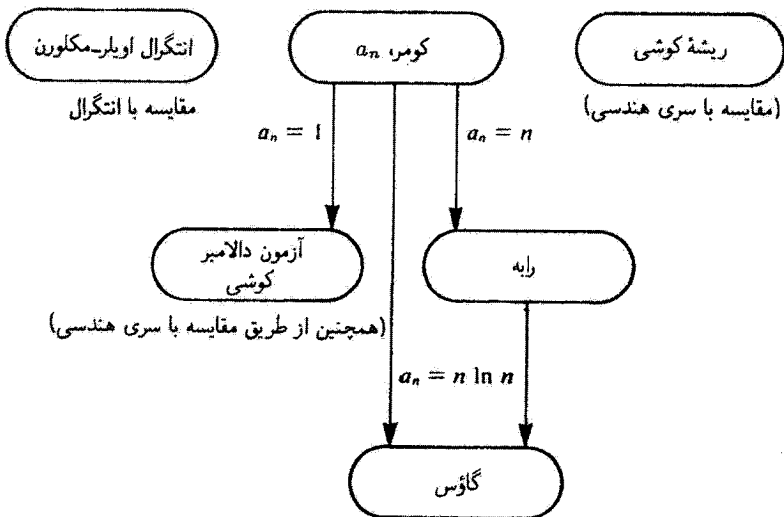 ریشهٔ کوشی
(مقایسه با سری هندسی)
کومر، a_n
انتگرال اویلر-مکلورن
مقایسه با انتگرال
a_n = 1
a_n = n
آزمون دالامبر
کوشی
(همچنین از طریق مقایسه با سری هندسی)
رابه
a_n = n ln n
گاؤس